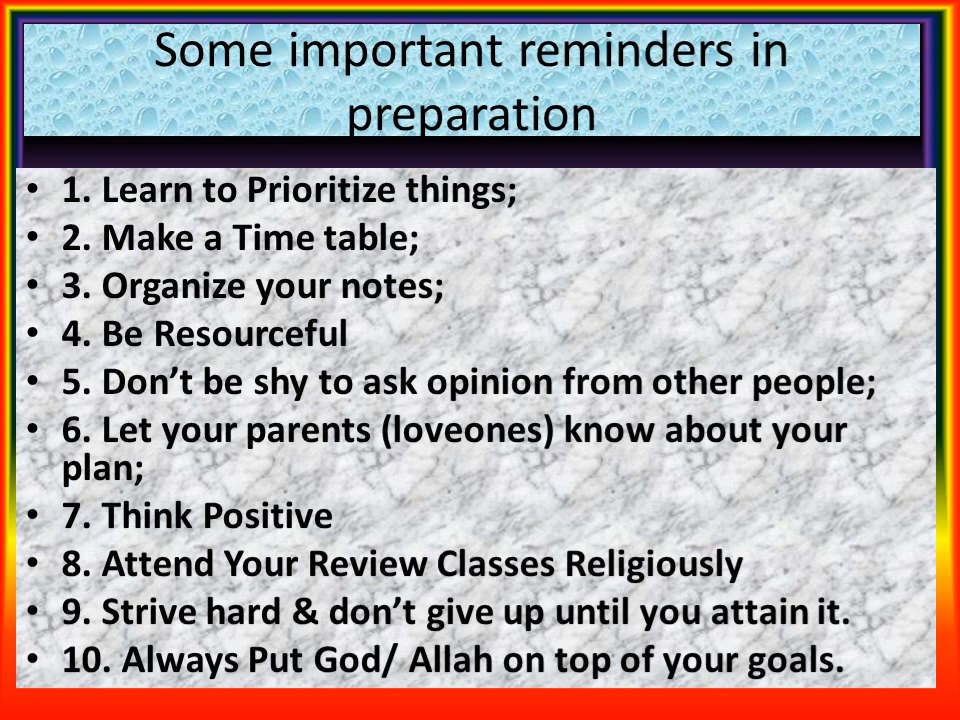 Some important reminders in
preparation
• 1. Learn to Prioritize things;
• 2. Make a Time table;
• 3. Organize your notes;
• 4. Be Resourceful
• 5. Don’t be shy to ask opinion from other people;
• 6. Let your parents (loveones) know about your
plan;
• 7. Think Positive
• 8. Attend Your Review Classes Religiously
• 9. Strive hard & don’t give up until you attain it.
• 10. Always Put God/ Allah on top of your goals.